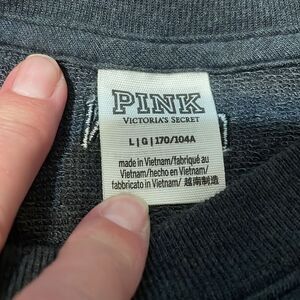 PINK
VICTORIA'S SECRET
L | G | 170/104A
made in Vietnam/fabriqué au
Vietnam/hecho en Vietnam/
fabbricato in Vietnam/ 越南制造